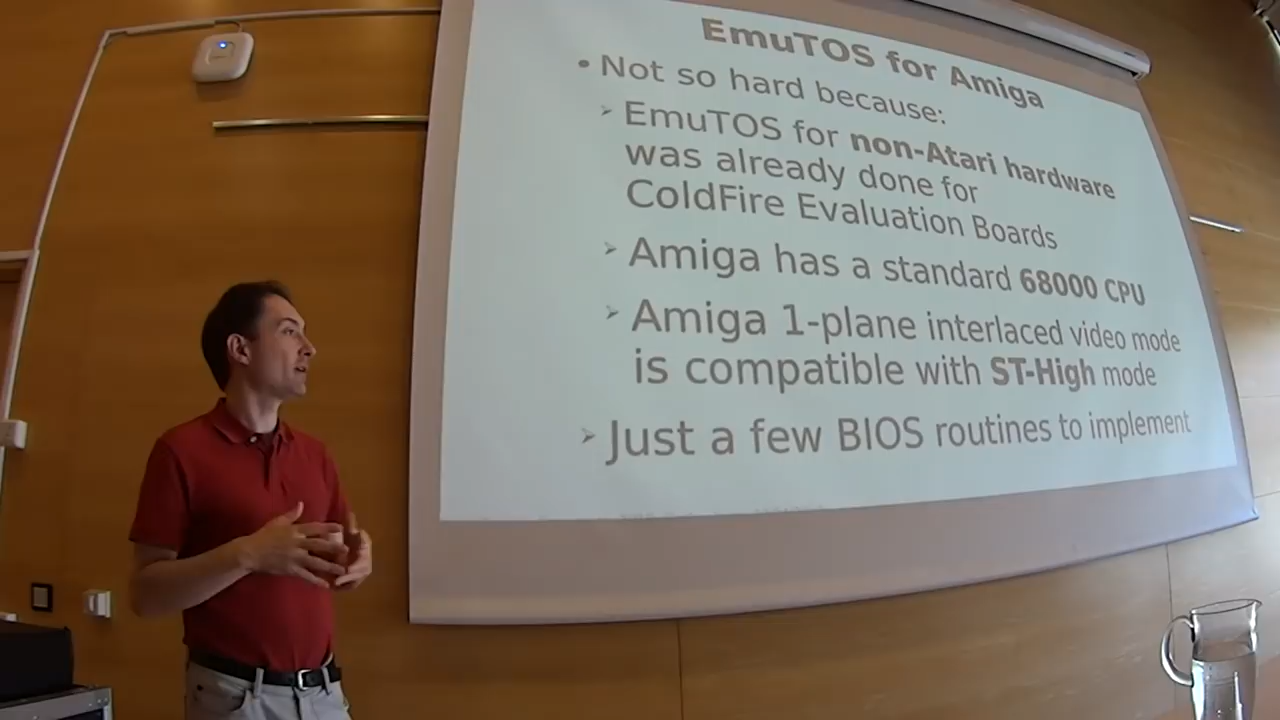 EmuTOS for Amiga
• Not so hard because:
➢ EmuTOS for non-Atari hardware
was already done for
ColdFire Evaluation Boards
➢ Amiga has a standard 68000 CPU
➢ Amiga 1-plane interlaced video mode
is compatible with ST-High mode
➢ Just a few BIOS routines to implement